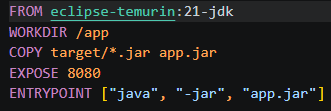 FROM eclipse-temurin:21-jdk
WORKDIR /app
COPY target/*.jar app.jar
EXPOSE 8080
ENTRYPOINT ["java", "-jar", "app.jar"]